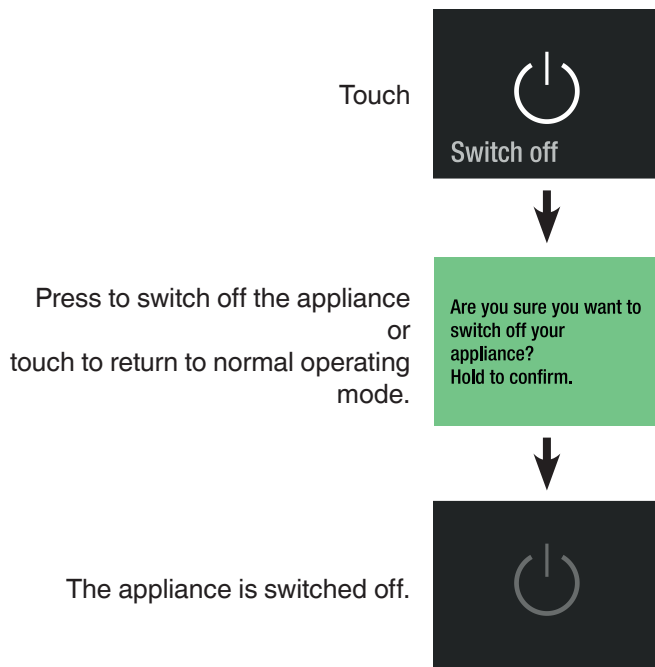 Touch
Switch off
Press to switch off the appliance
or
touch to return to normal operating
mode.
Are you sure you want to
switch off your
appliance?
Hold to confirm.
The appliance is switched off.